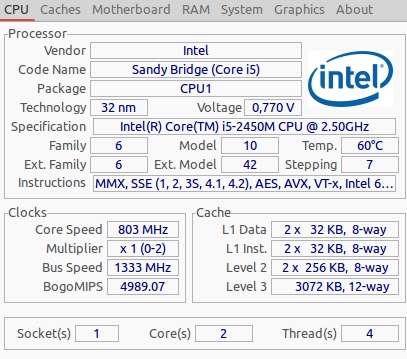 CPU Caches Motherboard RAM System Graphics About
Processor
Vendor Intel
Code Name Sandy Bridge (Core i5)
Package CPU1
Technology 32 nm Voltage 0,770 V
Specification Intel(R) Core(TM) i5-2450M CPU @ 2.50GHz
Family 6 Model 10 Temp. 60°C
Ext. Family 6 Ext. Model 42 Stepping 7
Instructions MMX, SSE (1, 2, 3S, 4.1, 4.2), AES, AVX, VT-x, Intel 6...
intel
Clocks
Core Speed 803 MHz
Multiplier x 1 (0-2)
Bus Speed 1333 MHz
BogoMIPS 4989.07
Cache
L1 Data 2 x 32 KB, 8-way
L1 Inst. 2 x 32 KB, 8-way
Level 2 2 x 256 KB, 8-way
Level 3 3072 KB, 12-way
Socket(s) 1 Core(s) 2 Thread(s) 4